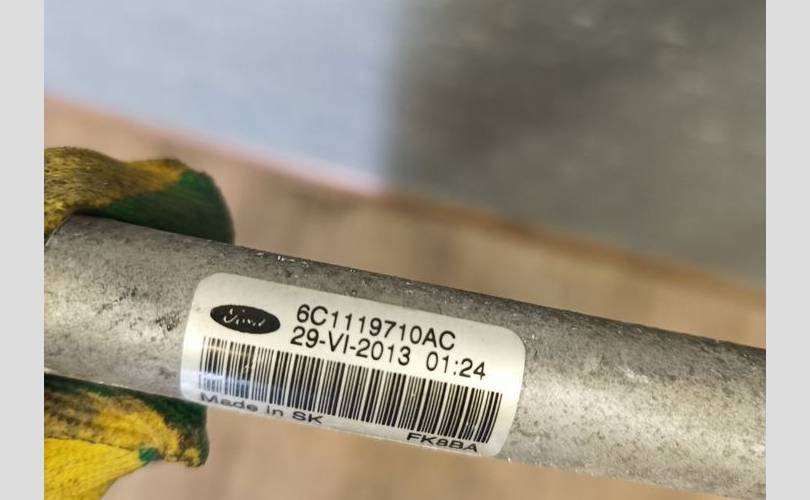 Ford
6C1119710AC
29-VI-2013 01:24
Made in SK
FK8BA